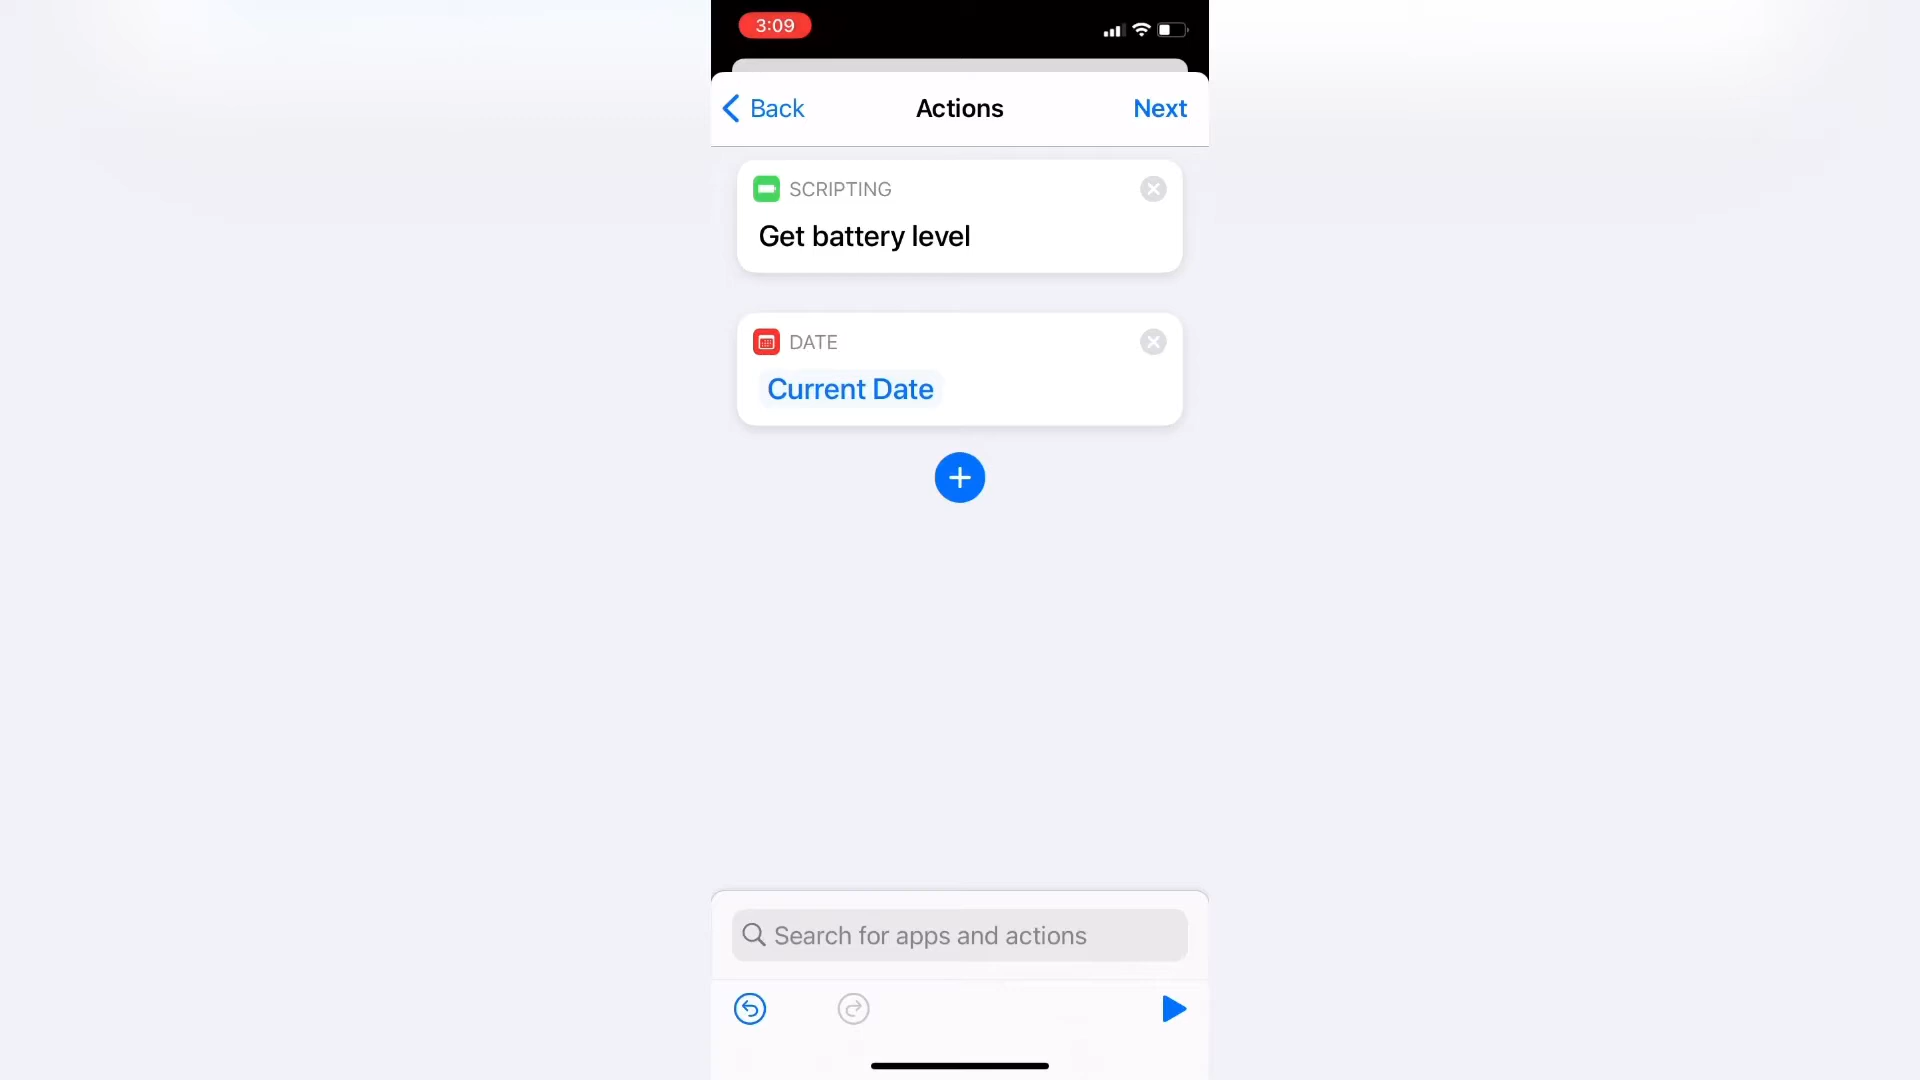 3:09
Back
Actions
Next
SCRIPTING
Get battery level
DATE
Current Date
Search for apps and actions